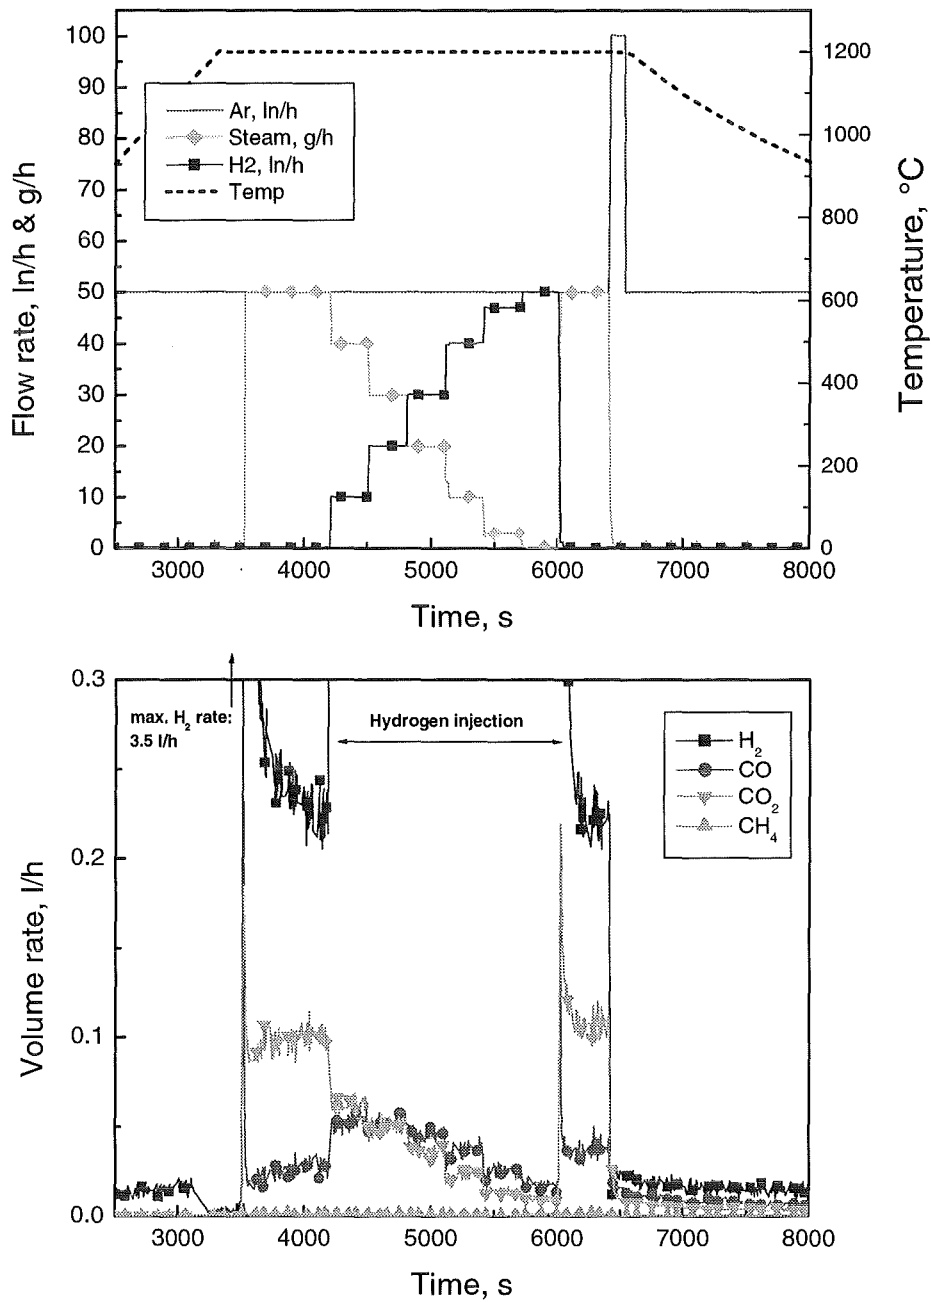 100
90
80
70
60
50
40
30
20
10
0
Flow rate, ln/h & g/h
Ar, ln/h
Steam, g/h
H2, ln/h
Temp
1200
1000
800
600
400
200
0
Temperature, °C
3000 4000 5000 6000 7000 8000
Time, s
0.3
0.2
0.1
0.0
Volume rate, l/h
max. H2 rate:
3.5 l/h
Hydrogen injection
H2
CO
CO2
CH4
3000 4000 5000 6000 7000 8000
Time, s